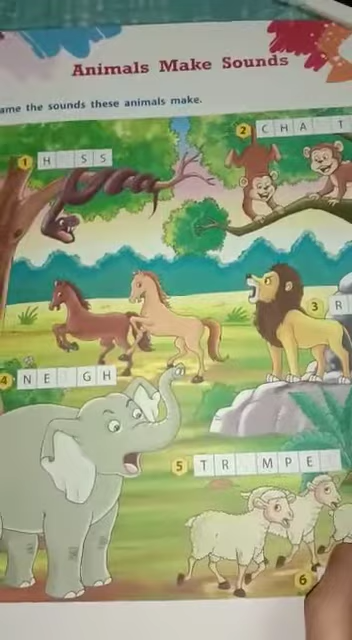 Animals Make Sounds
ame the sounds these animals make.
2 C H A T
1 H S S
3 R
4 N E G H
5 T R M P E
6